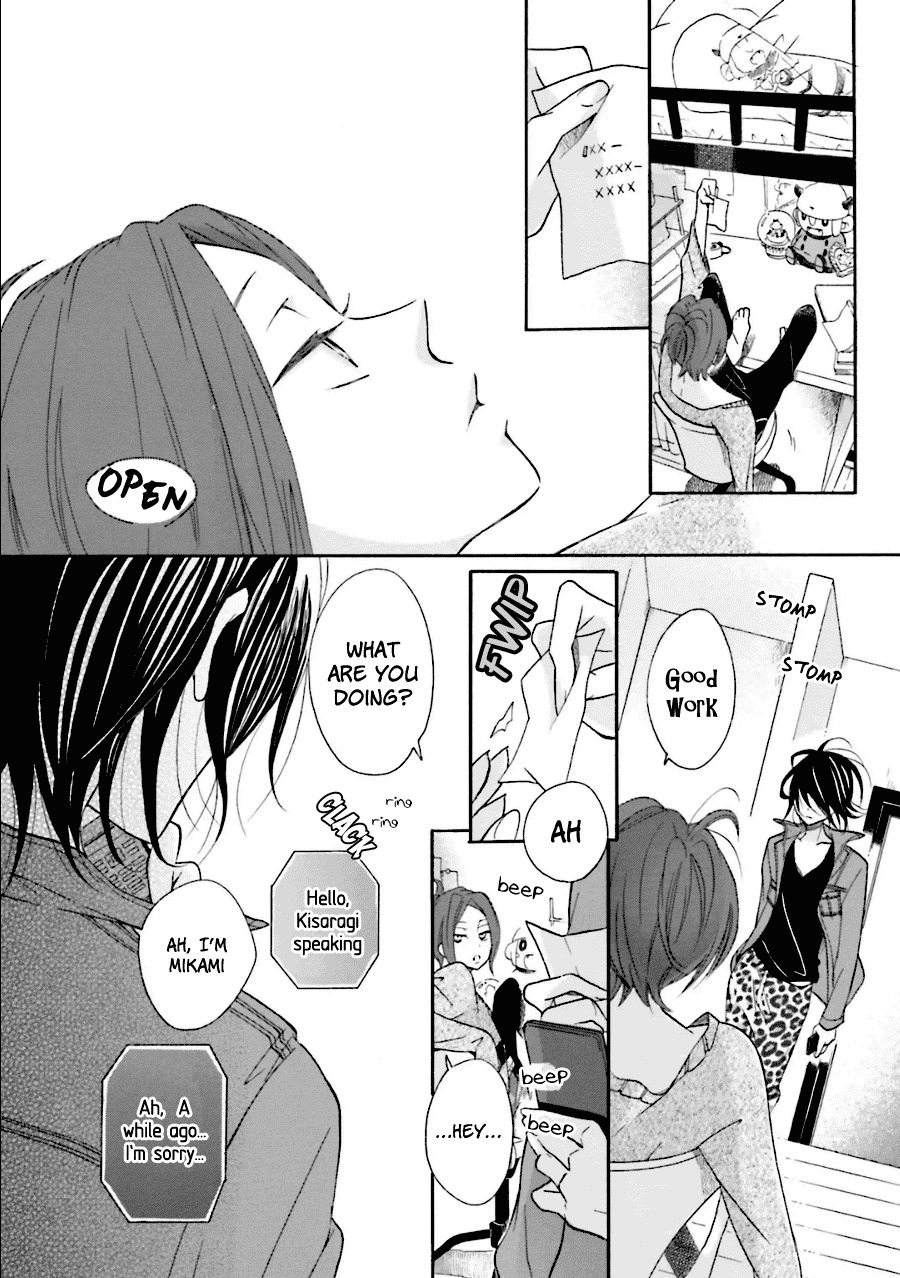 0XX-
XXXX-
XXXX
OPEN
STOMP
STOMP
Good
Work
FWIP
AH
WHAT
ARE YOU
DOING?
beep
beep
beep
...HEY...
ring
ring
CLACK
Hello,
Kisaragi
speaking
AH, I'M
MIKAMI
Ah, A
while ago...
I'm sorry...